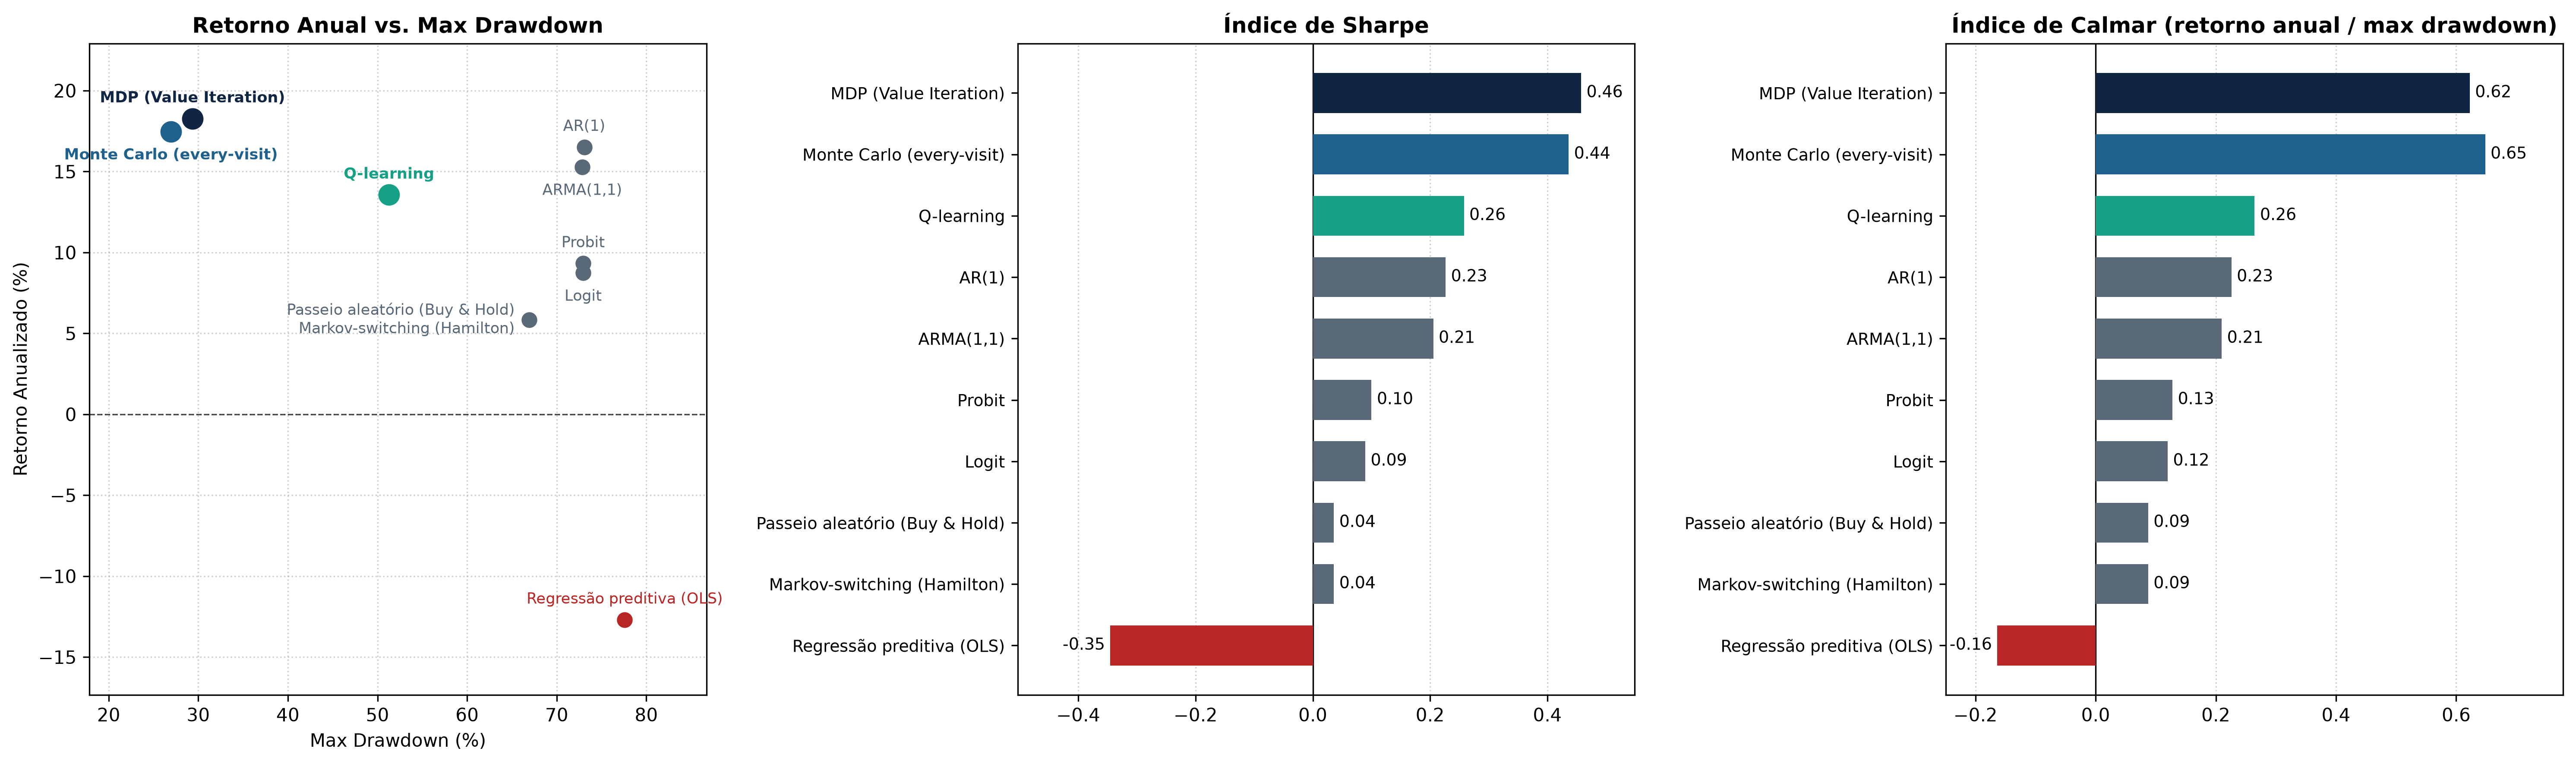 Retorno Anual vs. Max Drawdown
Retorno Anualizado (%)
20
15
10
5
0
−5
−10
−15
MDP (Value Iteration)
Monte Carlo (every-visit)
Q-learning
AR(1)
ARMA(1,1)
Probit
Logit
Passeio aleatório (Buy & Hold)
Markov-switching (Hamilton)
Regressão preditiva (OLS)
20 30 40 50 60 70 80
Max Drawdown (%)
Índice de Sharpe
MDP (Value Iteration) 0.46
Monte Carlo (every-visit) 0.44
Q-learning 0.26
AR(1) 0.23
ARMA(1,1) 0.21
Probit 0.10
Logit 0.09
Passeio aleatório (Buy & Hold) 0.04
Markov-switching (Hamilton) 0.04
Regressão preditiva (OLS) -0.35
−0.4 −0.2 0.0 0.2 0.4
Índice de Calmar (retorno anual / max drawdown)
MDP (Value Iteration) 0.62
Monte Carlo (every-visit) 0.65
Q-learning 0.26
AR(1) 0.23
ARMA(1,1) 0.21
Probit 0.13
Logit 0.12
Passeio aleatório (Buy & Hold) 0.09
Markov-switching (Hamilton) 0.09
Regressão preditiva (OLS) -0.16
−0.2 0.0 0.2 0.4 0.6